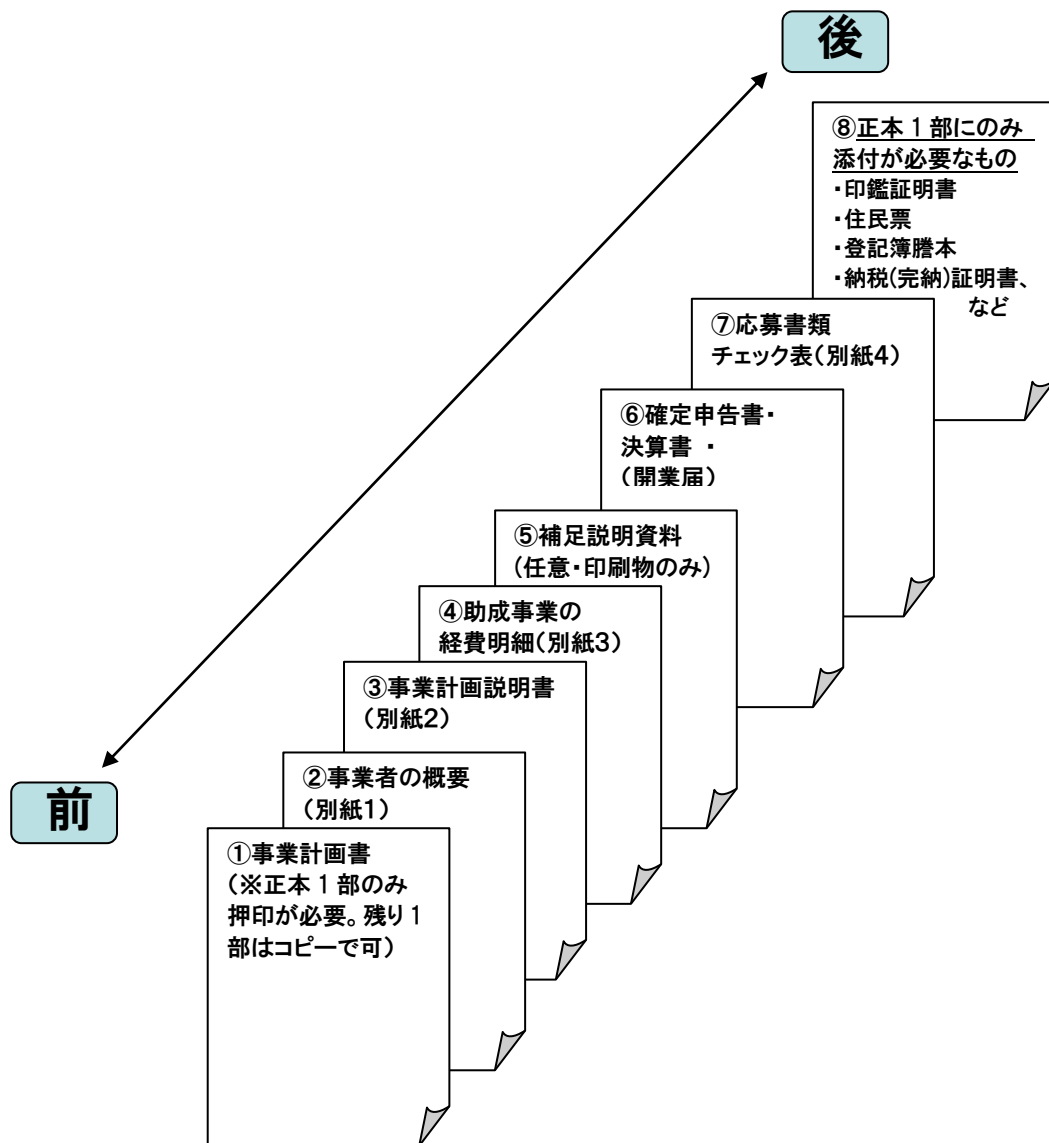 後
⑧正本1部にのみ
添付が必要なもの
・印鑑証明書
・住民票
・登記簿謄本
・納税(完納)証明書、
など
⑦応募書類
チェック表(別紙4)
⑥確定申告書・
決算書 ・
(開業届)
⑤補足説明資料
(任意・印刷物のみ)
④助成事業の
経費明細(別紙3)
③事業計画説明書
(別紙2)
②事業者の概要
(別紙1)
前
①事業計画書
(※正本1部のみ
押印が必要。残り1
部はコピーで可)